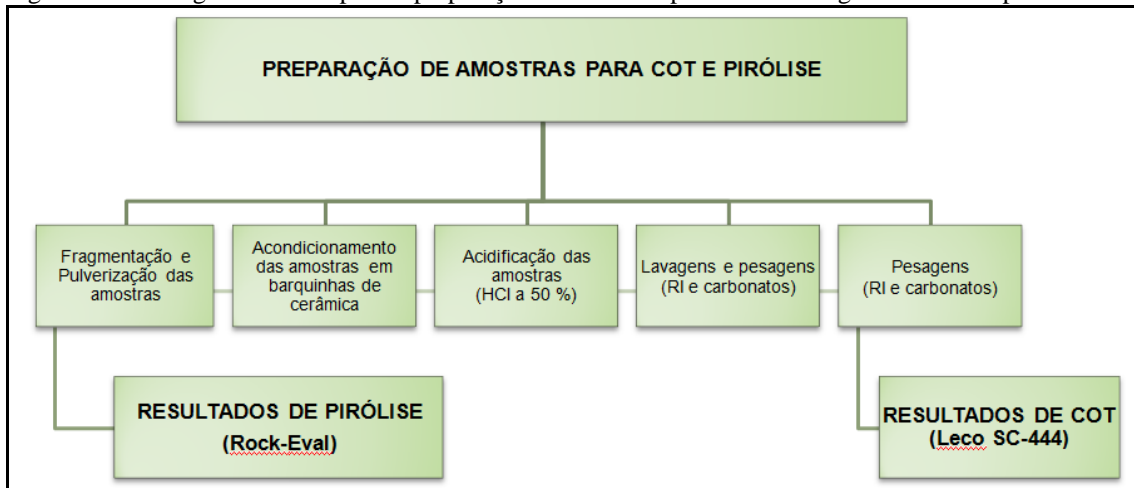 PREPARAÇÃO DE AMOSTRAS PARA COT E PIRÓLISE
Fragmentação e
Pulverização das
amostras
Acondicionamento
das amostras em
barquinhas de
cerâmica
Acidificação das
amostras
(HCl a 50 %)
Lavagens e pesagens
(RI e carbonatos)
Pesagens
(RI e carbonatos)
RESULTADOS DE PIRÓLISE
(Rock-Eval)
RESULTADOS DE COT
(Leco SC-444)